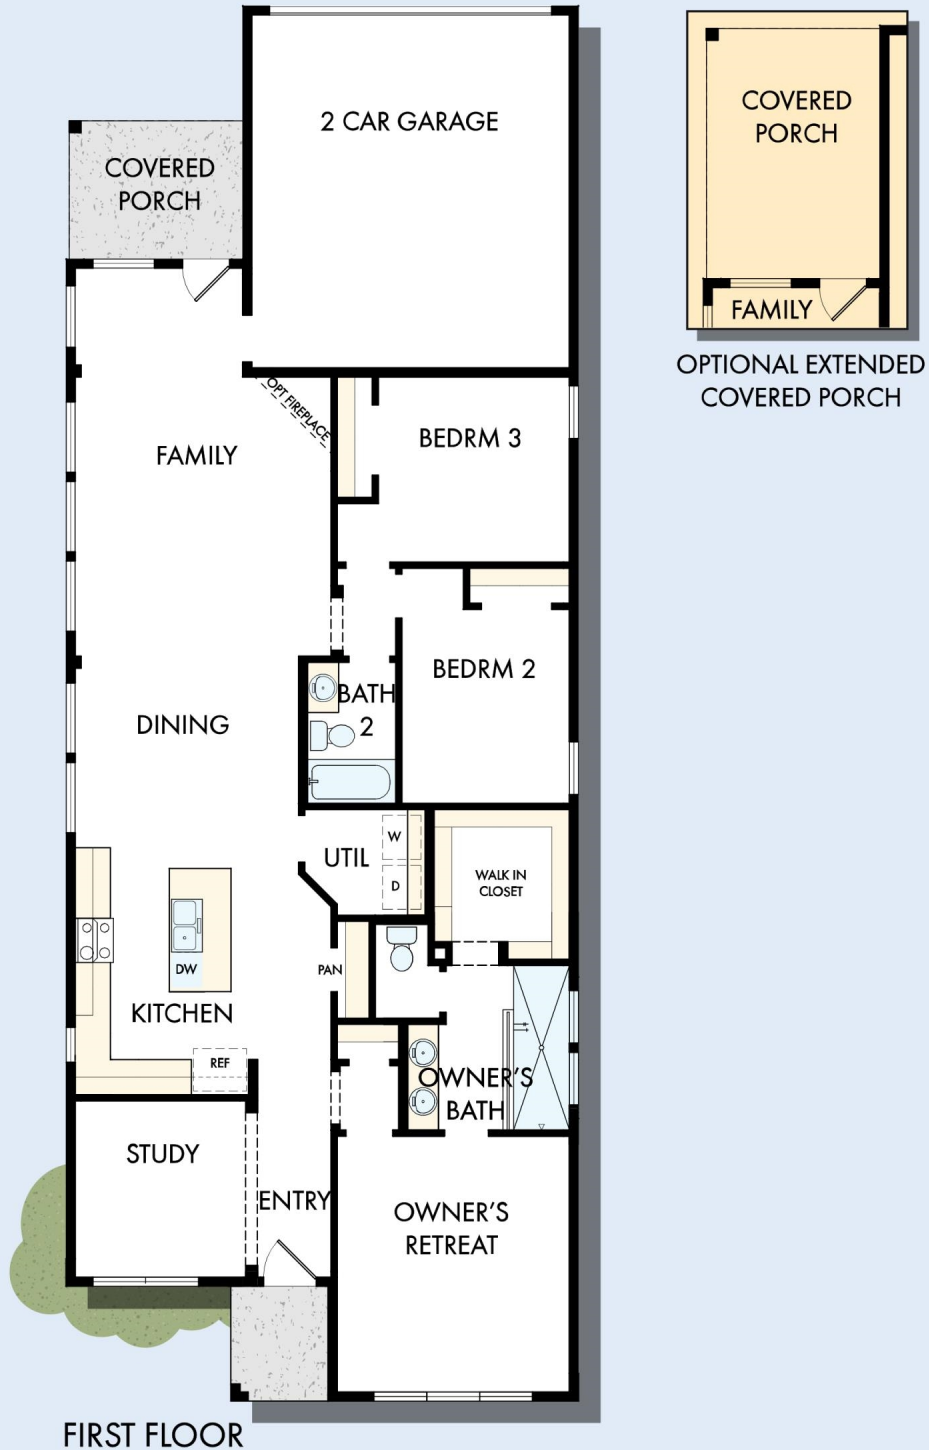 2 CAR GARAGE
COVERED
PORCH
COVERED
PORCH
FAMILY
OPTIONAL EXTENDED
COVERED PORCH
OPT FIREPLACE
BEDRM 3
FAMILY
BEDRM 2
BATH
2
DINING
UTIL
W
D
WALK IN
CLOSET
DW
PAN
KITCHEN
REF
OWNER'S
BATH
STUDY
ENTRY
OWNER'S
RETREAT
FIRST FLOOR